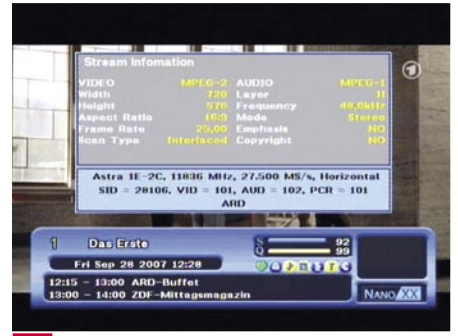 Stream Infomation
VIDEO MPEG-2 AUDIO MPEG-1
Width 720 Layer II
Height 576 Frequency 48,0kHz
Aspect Ratio 16:9 Mode Stereo
Frame Rate 25,00 Emphasis NO
Scan Type Interlaced Copyright NO
Astra 1E-2C, 11836 MHz, 27.500 MS/s, Horizontal
SID = 28106, VID = 101, AUD = 102, PCR = 101
ARD
1 Das Erste
S 92
Q 99
Fri Sep 28 2007 12:28
12:15 - 13:00 ARD-Buffet
13:00 - 14:00 ZDF-Mittagsmagazin
NANO XX